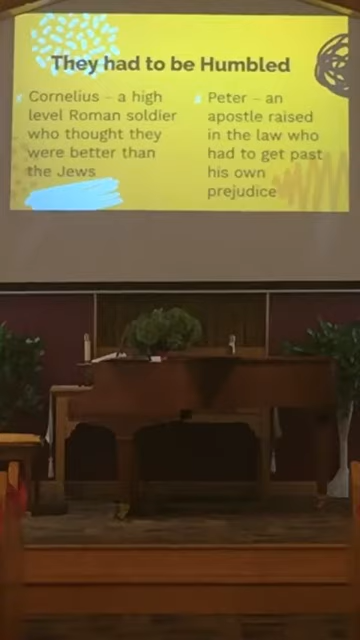 They had to be Humbled
Cornelius – a high
level Roman soldier
who thought they
were better than
the Jews
Peter – an
apostle raised
in the law who
had to get past
his own
prejudice